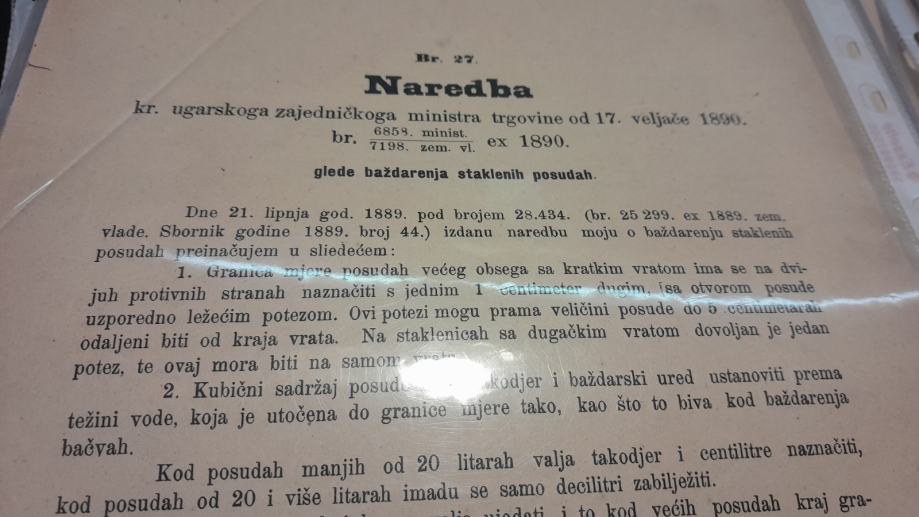 Br. 27.
Naredba
kr. ugarskoga zajedničkoga ministra trgovine od 17. veljače 1890.
br. 6858. minist. / 7198. zem. vl. ex 1890.
glede baždarenja staklenih posudah.
Dne 21. lipnja god. 1889. pod brojem 28.434. (br. 25 299. ex 1889. zem.
vlade. Sbornik godine 1889. broj 44.) izdanu naredbu moju o baždarenju staklenih
posudah preinačujem u sliedećem:
1. Granica mjere posudah većeg obsega sa kratkim vratom ima se na dvi-
juh protivnih stranah naznačiti s jednim 1 centimeter dugim, sa otvorom posude
uzporedno ležećim potezom. Ovi potezi mogu prama veličini posude do 5 centimetarah
odaljeni biti od kraja vrata. Na staklenicah sa dugačkim vratom dovoljan je jedan
potez, te ovaj mora biti na samom
2. Kubični sadržaj i baždarski ured ustanoviti prema
težini vode, koja je utočena do granice mjere tako, kao što to biva kod baždarenja
bačvah.
Kod posudah manjih od 20 litarah valja takodjer i centilitre naznačiti,
kod posudah od 20 i više litarah imadu se samo decilitri zabilježiti.
i to kod većih posudah kraj gra-